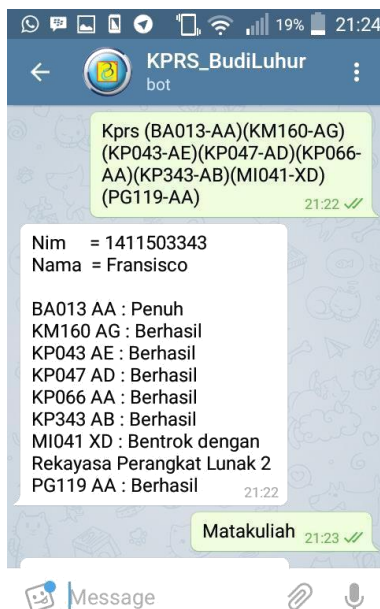 19% 21:24
KPRS_BudiLuhur
bot
Kprs (BA013-AA)(KM160-AG)
(KP043-AE)(KP047-AD)(KP066-
AA)(KP343-AB)(MI041-XD)
(PG119-AA)
21:22
Nim = 1411503343
Nama = Fransisco
BA013 AA : Penuh
KM160 AG : Berhasil
KP043 AE : Berhasil
KP047 AD : Berhasil
KP066 AA : Berhasil
KP343 AB : Berhasil
MI041 XD : Bentrok dengan
Rekayasa Perangkat Lunak 2
PG119 AA : Berhasil
21:22
Matakuliah 21:23
Message